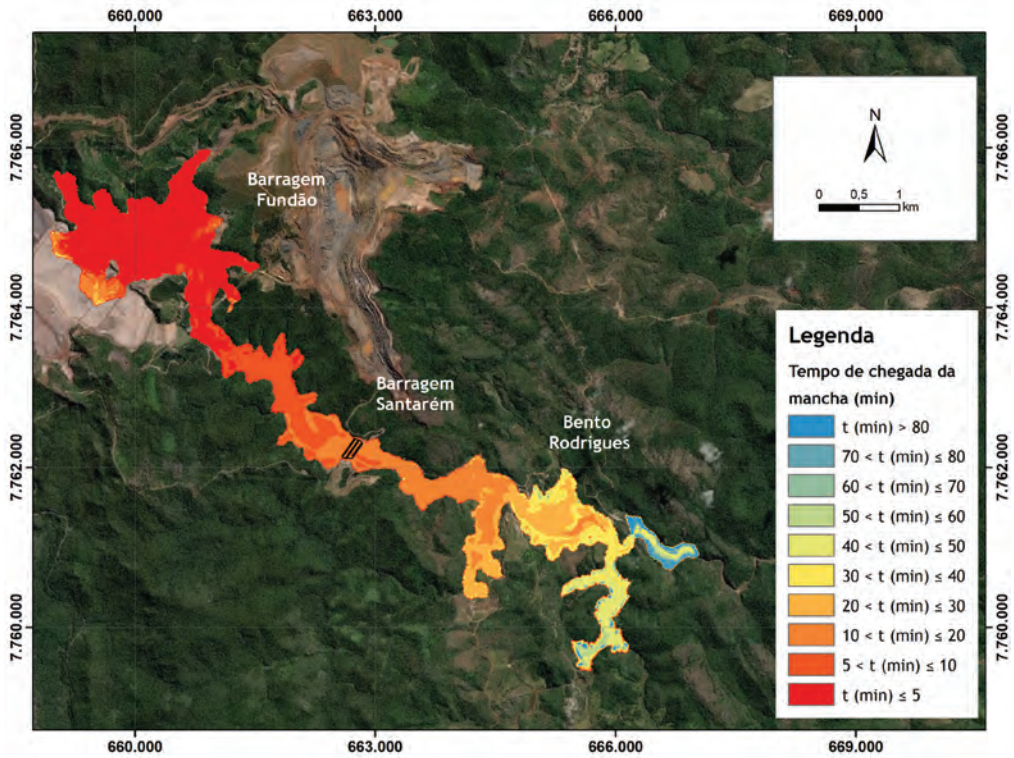 660.000
663.000
666.000
669.000
7.766.000
7.764.000
7.762.000
7.760.000
Barragem
Fundão
Barragem
Santarém
Bento
Rodrigues
N
0
0,5
1
km
7.766.000
7.764.000
7.762.000
7.760.000
Legenda
Tempo de chegada da
mancha (min)
t (min) > 80
70 < t (min) ≤ 80
60 < t (min) ≤ 70
50 < t (min) ≤ 60
40 < t (min) ≤ 50
30 < t (min) ≤ 40
20 < t (min) ≤ 30
10 < t (min) ≤ 20
5 < t (min) ≤ 10
t (min) ≤ 5
660.000
663.000
666.000
669.000